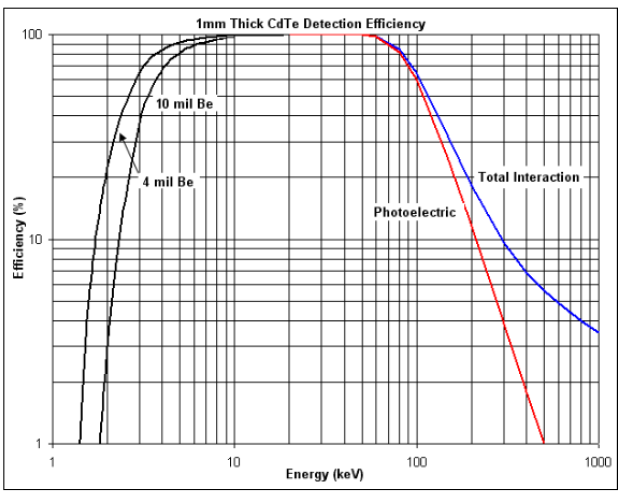 1mm Thick CdTe Detection Efficiency
100
10 mil Be
4 mil Be
Total Interaction
Photoelectric
10
Efficiency (%)
1
1 10 100 1000
Energy (keV)